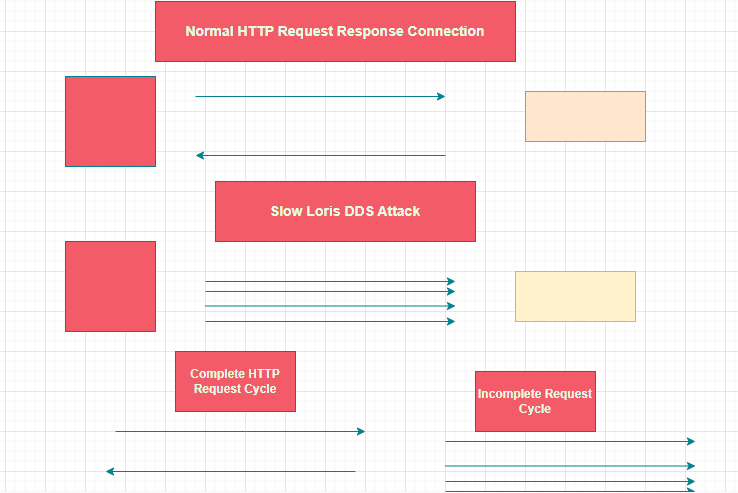 Normal HTTP Request Response Connection
Slow Loris DDS Attack
Complete HTTP
Request Cycle
Incomplete Request
Cycle